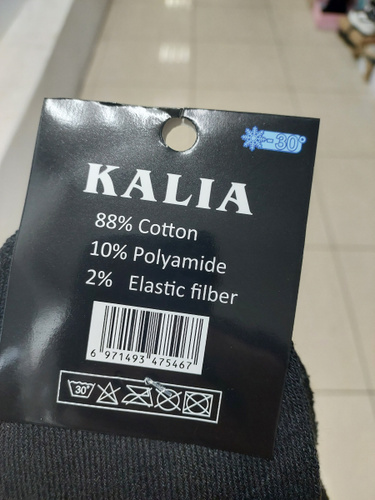 -30°
KALIA
88% Cotton
10% Polyamide
2% Elastic filber
6 971493 475467
30°